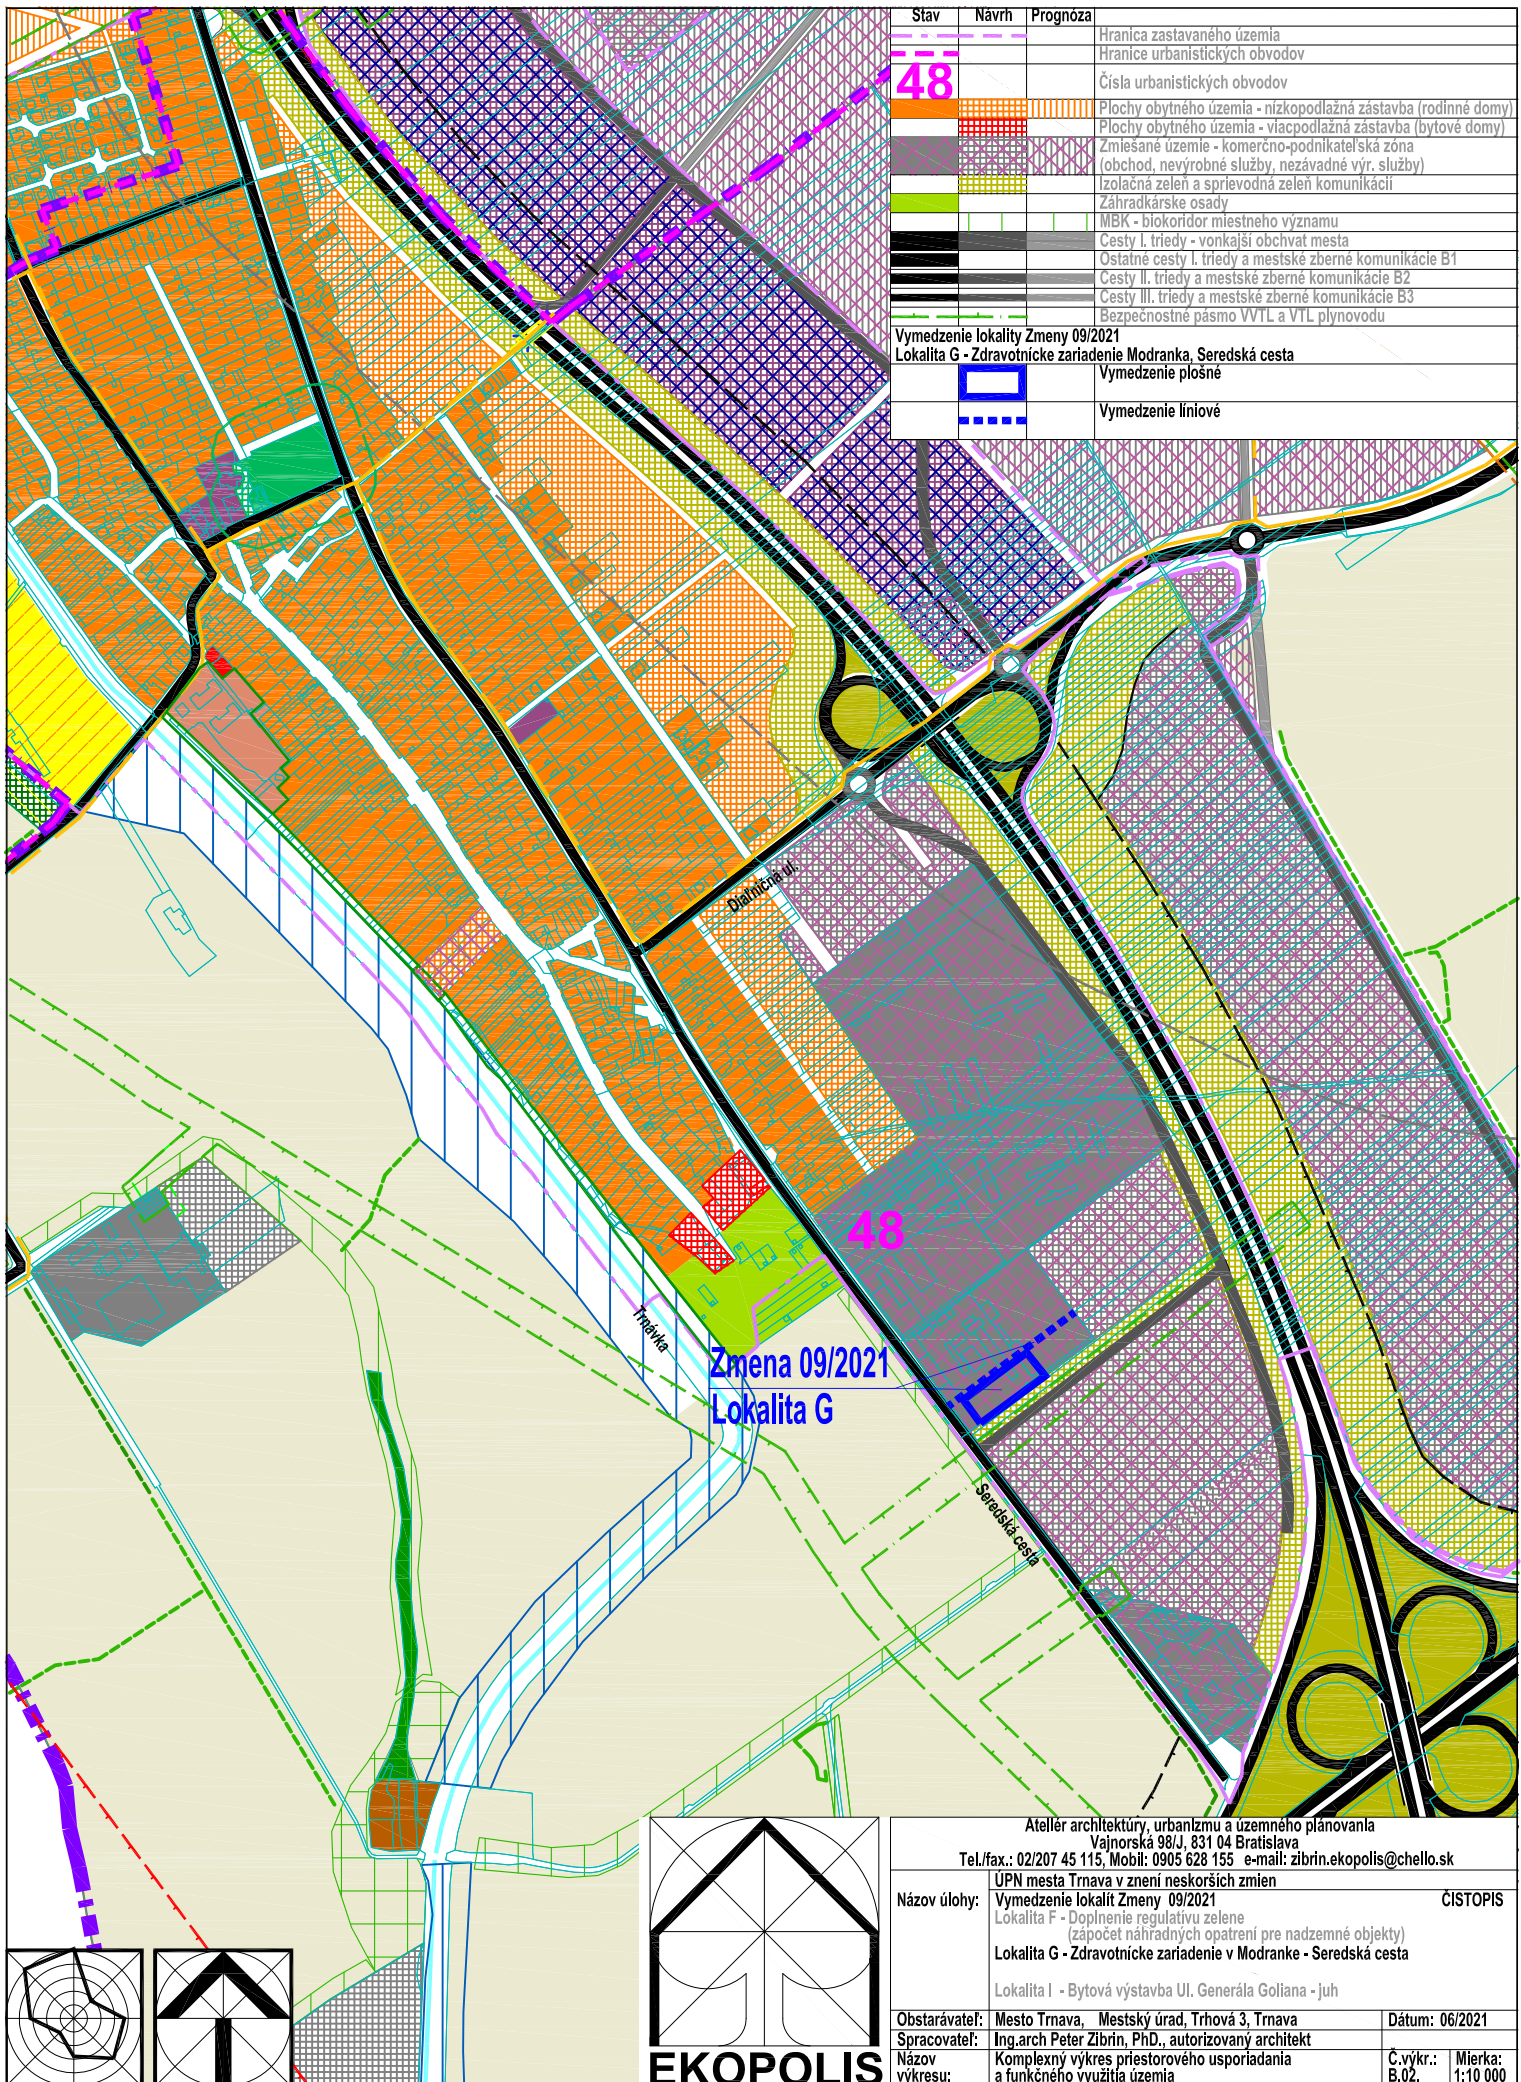 Stav Návrh Prognóza
Hranica zastavaného územia
Hranice urbanistických obvodov
48
Čísla urbanistických obvodov
Plochy obytného územia - nízkopodlažná zástavba (rodinné domy)
Plochy obytného územia - viacpodlažná zástavba (bytové domy)
Zmiešané územie - komerčno-podnikateľská zóna
(obchod, nevýrobné služby, nezávadné výr. služby)
Izolačná zeleň a sprievodná zeleň komunikácií
Záhradkárske osady
MBK - biokoridor miestneho významu
Cesty I. triedy - vonkajší obchvat mesta
Ostatné cesty I. triedy a mestské zberné komunikácie B1
Cesty II. triedy a mestské zberné komunikácie B2
Cesty III. triedy a mestské zberné komunikácie B3
Bezpečnostné pásmo VVTL a VTL plynovodu
Vymedzenie lokality Zmeny 09/2021
Lokalita G - Zdravotnícke zariadenie Modranka, Seredská cesta
Vymedzenie plošné
Vymedzenie líniové
Diaľničná ul.
48
Trnávka
Zmena 09/2021
Lokalita G
Seredská cesta
Ateliér architektúry, urbanizmu a územného plánovania
Vajnorská 98/J, 831 04 Bratislava
Tel./fax.: 02/207 45 115, Mobil: 0905 628 155 e-mail: zibrin.ekopolis@chello.sk
ÚPN mesta Trnava v znení neskorších zmien
Názov úlohy: Vymedzenie lokalít Zmeny 09/2021 ČISTOPIS
Lokalita F - Doplnenie regulatívu zelene
(zápočet náhradných opatrení pre nadzemné objekty)
Lokalita G - Zdravotnícke zariadenie v Modranke - Seredská cesta
Lokalita I - Bytová výstavba Ul. Generála Goliana - juh
Obstarávateľ: Mesto Trnava, Mestský úrad, Trhová 3, Trnava Dátum: 06/2021
Spracovateľ: Ing.arch Peter Zibrin, PhD., autorizovaný architekt
Názov Komplexný výkres priestorového usporiadania Č.výkr.: Mierka:
výkresu: a funkčného využitia územia B.02. 1:10 000
EKOPOLIS